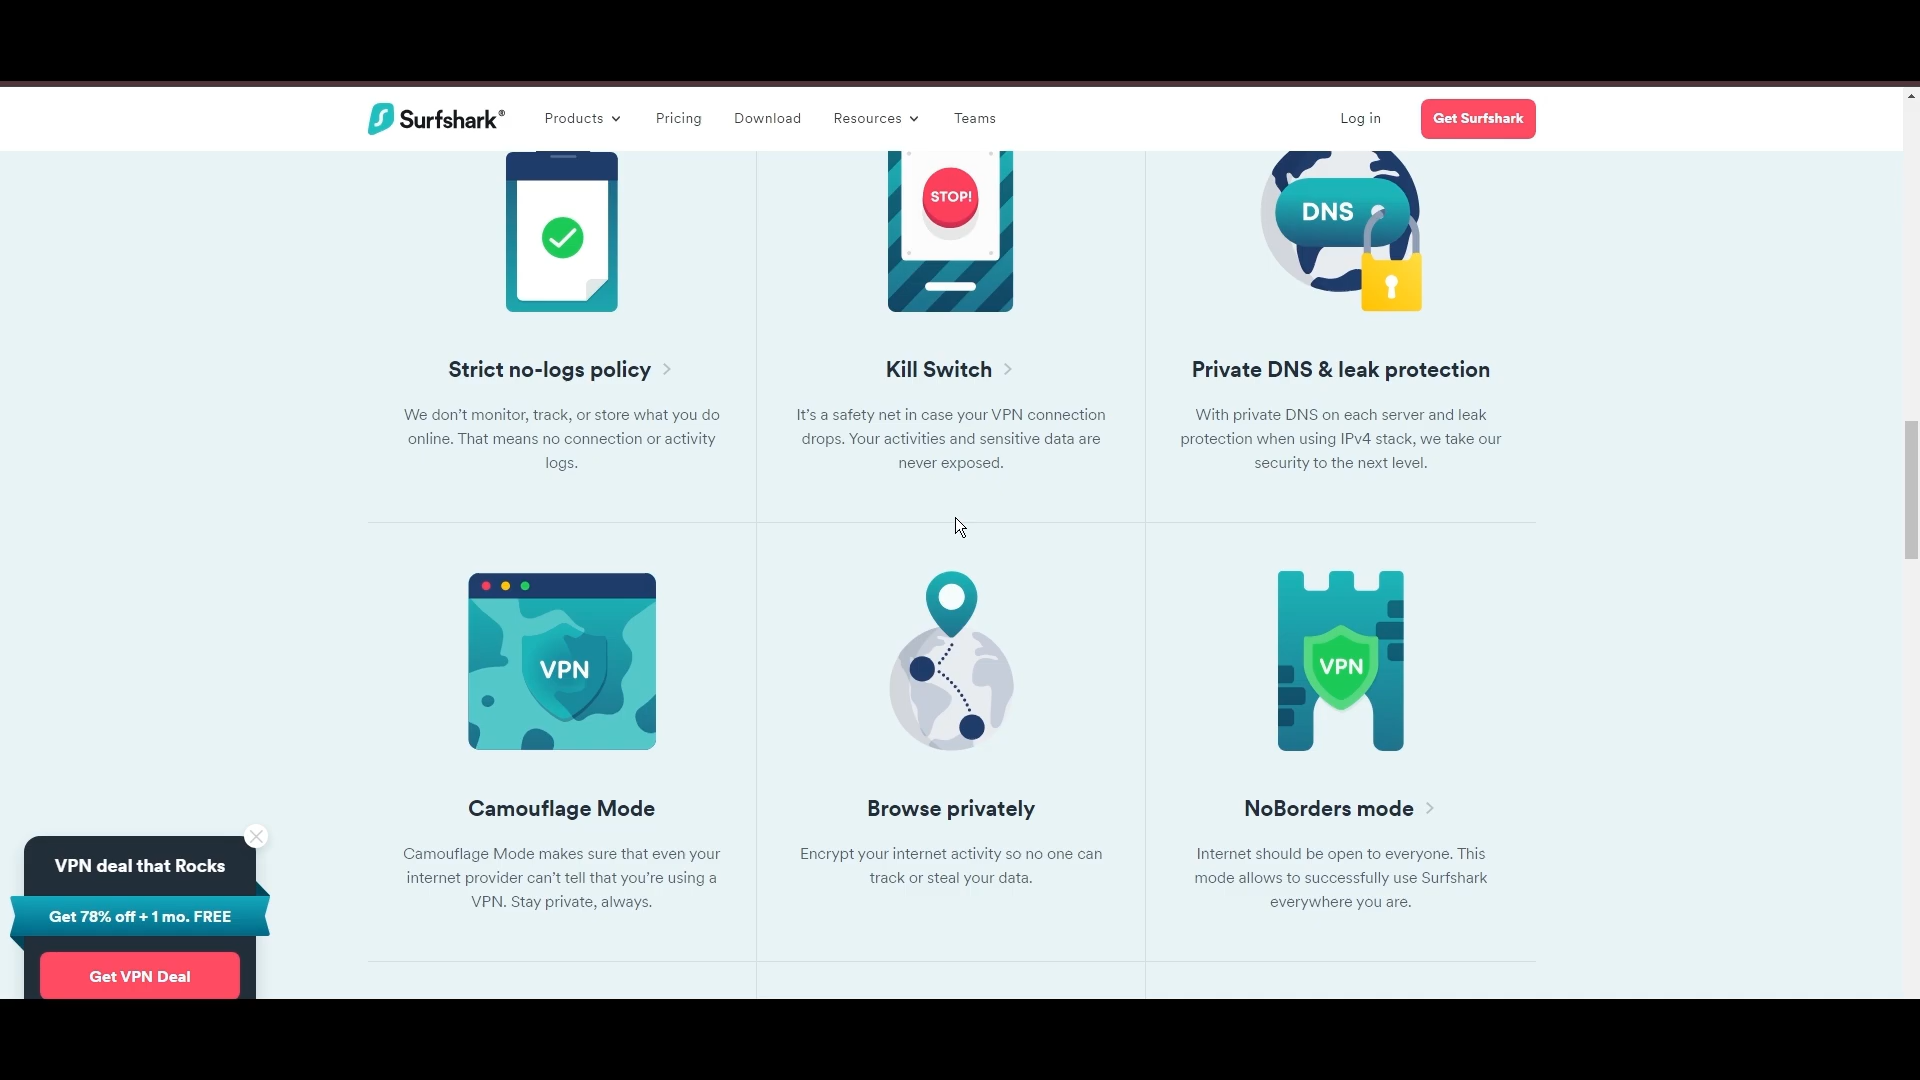 Surfshark®
Products
Pricing
Download
Resources
Teams
Log in
Get Surfshark
STOP!
DNS
Strict no-logs policy
We don’t monitor, track, or store what you do
online. That means no connection or activity
logs.
Kill Switch
It’s a safety net in case your VPN connection
drops. Your activities and sensitive data are
never exposed.
Private DNS & leak protection
With private DNS on each server and leak
protection when using IPv4 stack, we take our
security to the next level.
VPN
VPN
Camouflage Mode
Camouflage Mode makes sure that even your
internet provider can’t tell that you’re using a
VPN. Stay private, always.
Browse privately
Encrypt your internet activity so no one can
track or steal your data.
NoBorders mode
Internet should be open to everyone. This
mode allows to successfully use Surfshark
everywhere you are.
VPN deal that Rocks
Get 78% off + 1 mo. FREE
Get VPN Deal